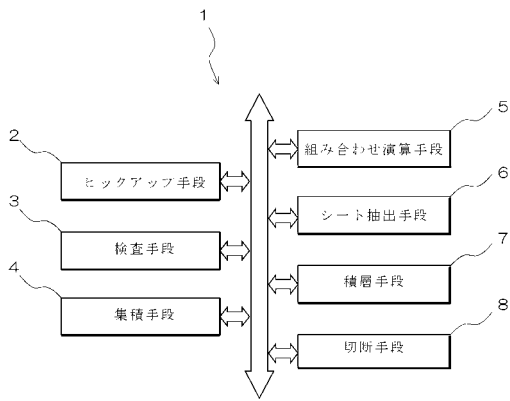 1
2
ピックアップ手段
3
検査手段
4
集積手段
5
組み合わせ演算手段
6
シート抽出手段
7
積層手段
8
切断手段